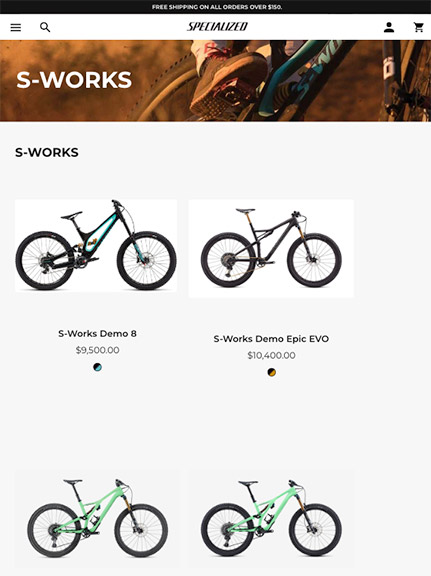 FREE SHIPPING ON ALL ORDERS OVER $150.
SPECIALIZED
S-WORKS
S-WORKS
S-Works Demo 8
$9,500.00
S-Works Demo Epic EVO
$10,400.00